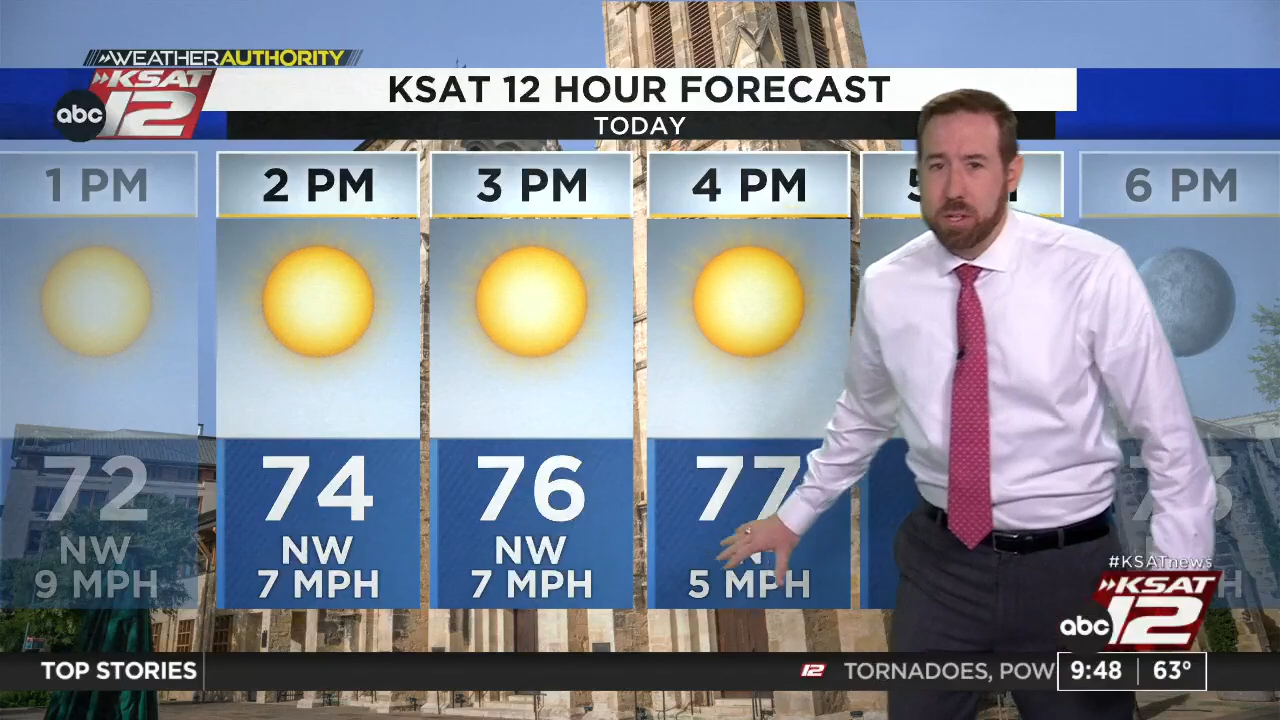 WEATHERAUTHORITY
KSAT
abc 12
KSAT 12 HOUR FORECAST
TODAY
1 PM
2 PM
3 PM
4 PM
6 PM
72
74
76
77
NW
NW
NW
9 MPH
7 MPH
7 MPH
5 MPH
#KSATnews
KSAT
abc 12
TOP STORIES
12 TORNADOES, POW
9:48 63°